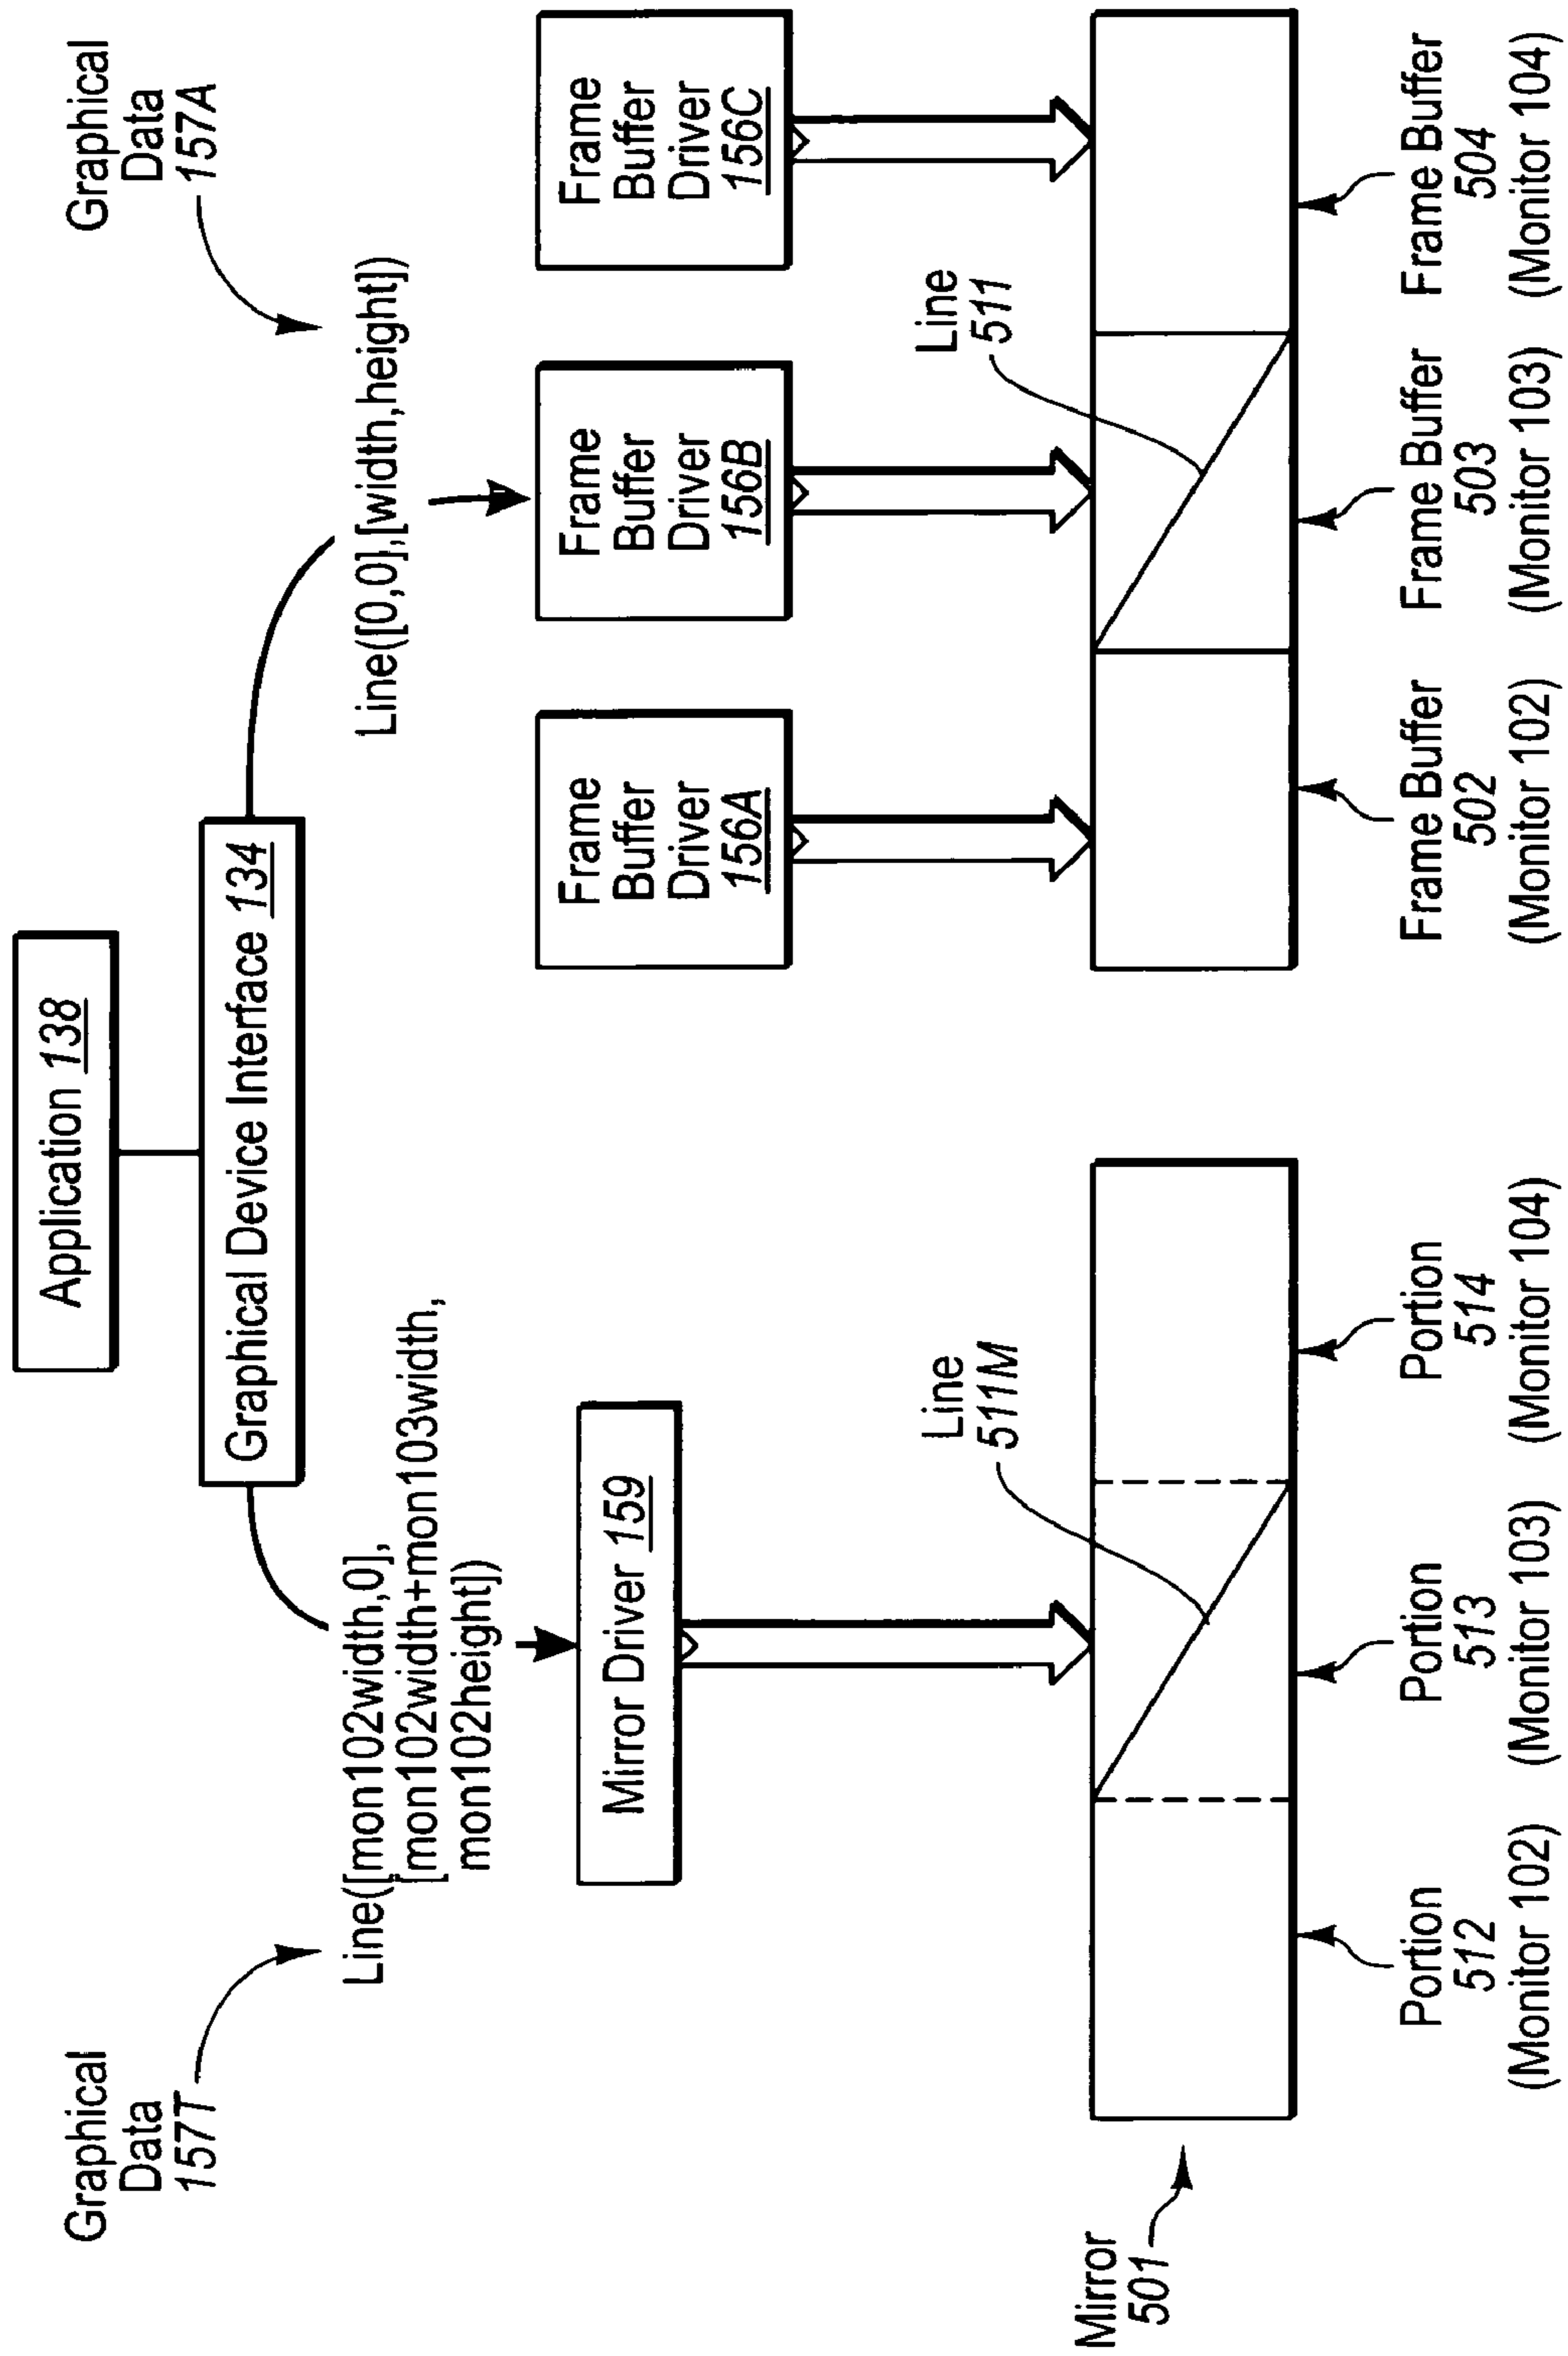 Application 138
Graphical Device Interface 134
Graphical
Data
157T
Line([mon102width,0],
[mon102width+mon103width,
mon102height])
Mirror Driver 159
Line
511M
Mirror
501
Portion
512
(Monitor 102)
Portion
513
(Monitor 103)
Portion
514
(Monitor 104)
Graphical
Data
157A
Line([0,0],[width,height])
Frame
Buffer
Driver
156A
Frame
Buffer
Driver
156B
Frame
Buffer
Driver
156C
Line
511
Frame Buffer
502
(Monitor 102)
Frame Buffer
503
(Monitor 103)
Frame Buffer
504
(Monitor 104)